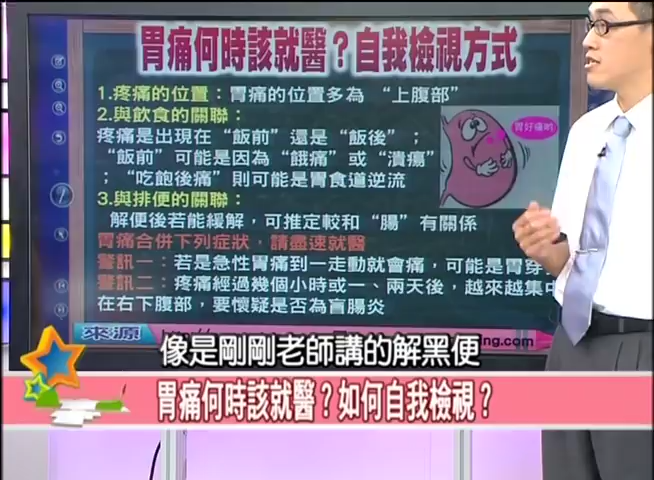 胃痛何時該就醫？自我檢視方式
1.疼痛的位置：胃痛的位置多為 “上腹部”
2.與飲食的關聯：
疼痛是出現在“飯前”還是“飯後”；
“飯前”可能是因為“餓痛”或“潰瘍”
；“吃飽後痛”則可能是胃食道逆流
胃好痛喲
3.與排便的關聯：
解便後若能緩解，可推定較和“腸”有關係
胃痛合併下列症狀，請盡速就醫
警訊一：若是急性胃痛到一走動就會痛，可能是胃穿
警訊二：疼痛經過幾個小時或一、兩天後，越來越集中
在右下腹部，要懷疑是否為盲腸炎
來源
ng.com
像是剛剛老師講的解黑便
胃痛何時該就醫？如何自我檢視？